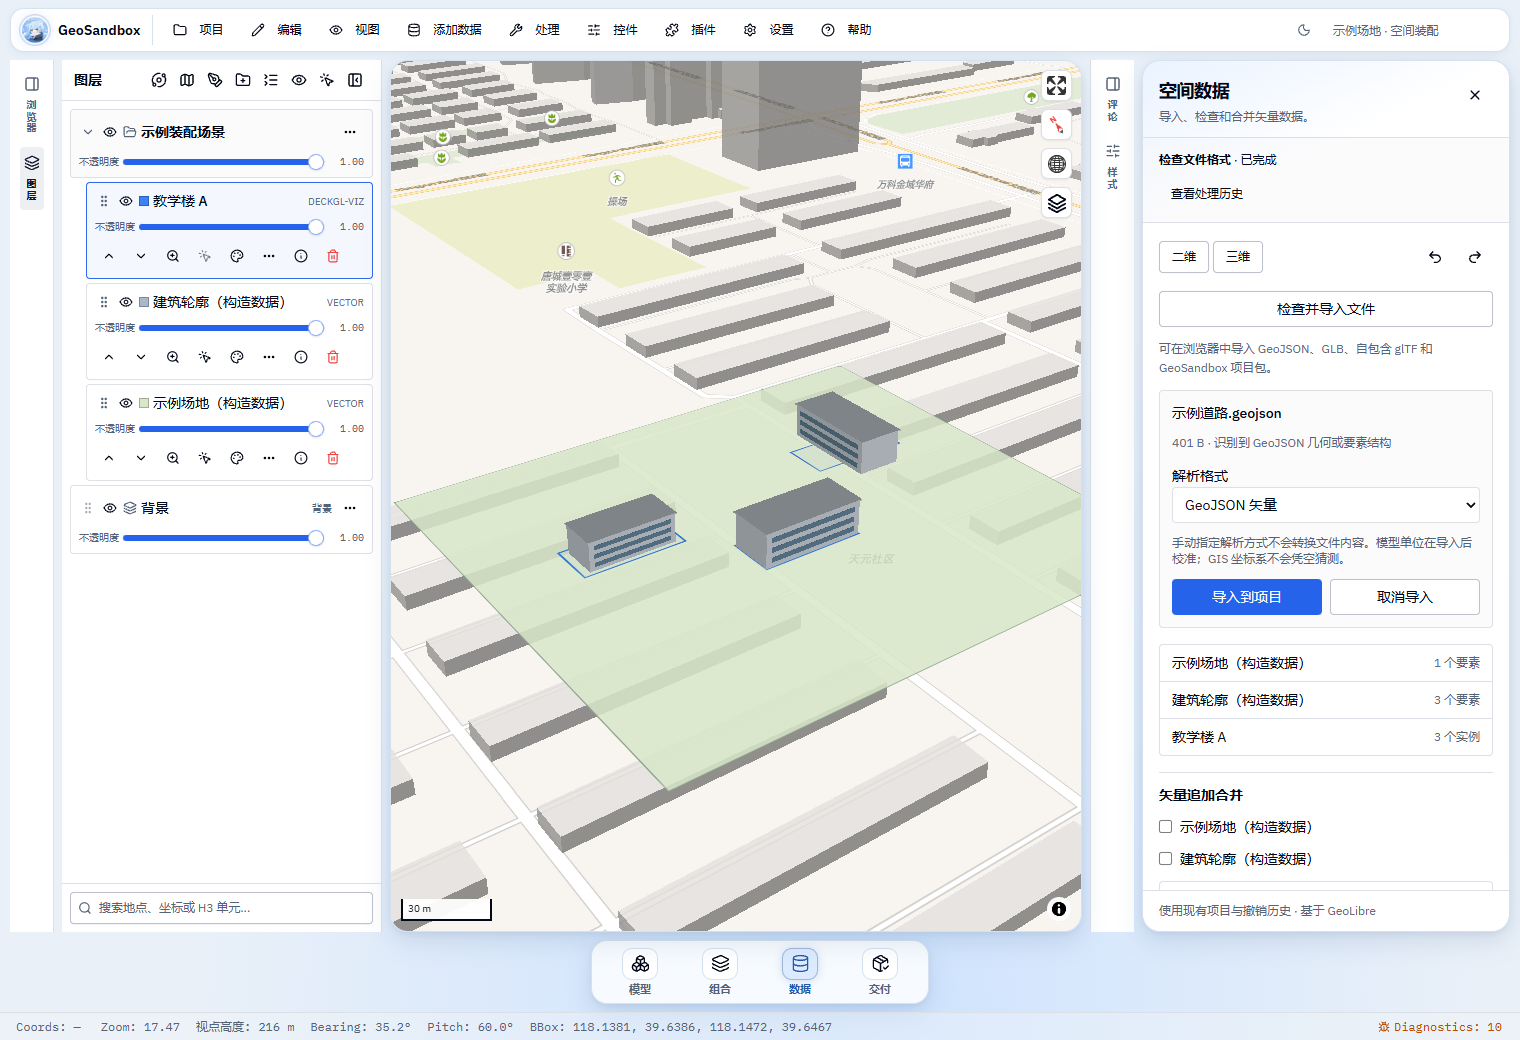 GeoSandbox
项目
编辑
视图
添加数据
处理
控件
插件
设置
帮助
示例场地 · 空间装配
浏览器
图层
图层
示例装配场景
不透明度
1.00
教学楼 A
DECKGL-VIZ
不透明度
1.00
建筑轮廓（构造数据）
VECTOR
不透明度
1.00
示例场地（构造数据）
VECTOR
不透明度
1.00
背景
背景
不透明度
1.00
搜索地点、坐标或 H3 单元...
操场
万科金域华府
唐城壹零壹
实验小学
天元社区
30 m
评论
样式
空间数据
导入、检查和合并矢量数据。
检查文件格式 · 已完成
查看处理历史
二维
三维
检查并导入文件
可在浏览器中导入 GeoJSON、GLB、自包含 glTF 和
GeoSandbox 项目包。
示例道路.geojson
401 B · 识别到 GeoJSON 几何或要素结构
解析格式
GeoJSON 矢量
手动指定解析方式不会转换文件内容。模型单位在导入后
校准；GIS 坐标系不会凭空猜测。
导入到项目
取消导入
示例场地（构造数据）
1 个要素
建筑轮廓（构造数据）
3 个要素
教学楼 A
3 个实例
矢量追加合并
示例场地（构造数据）
建筑轮廓（构造数据）
使用现有项目与撤销历史 · 基于 GeoLibre
模型
组合
数据
交付
Coords: —
Zoom: 17.47
视点高度: 216 m
Bearing: 35.2°
Pitch: 60.0°
BBox: 118.1381, 39.6386, 118.1472, 39.6467
Diagnostics: 10